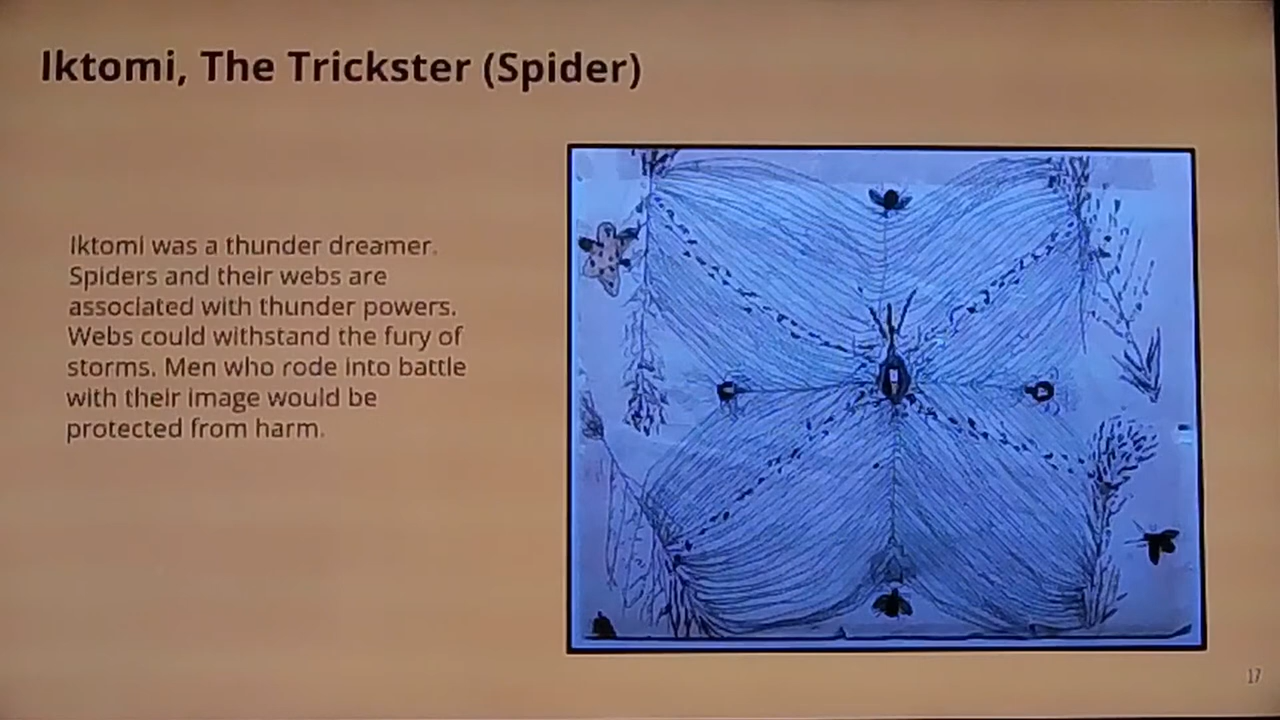 Iktomi, The Trickster (Spider)
Iktomi was a thunder dreamer.
Spiders and their webs are
associated with thunder powers.
Webs could withstand the fury of
storms. Men who rode into battle
with their image would be
protected from harm.
17